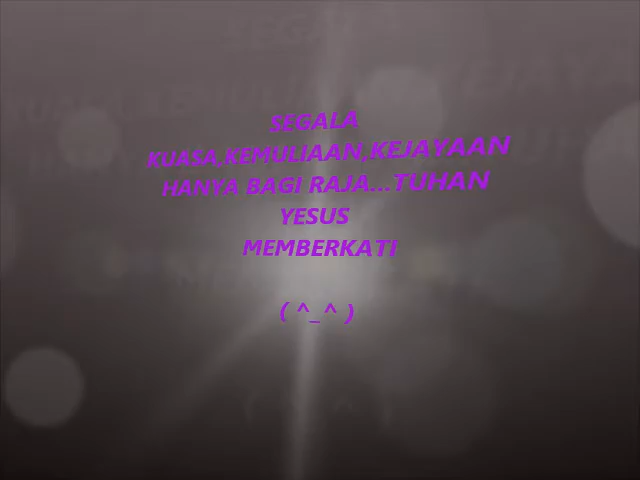 SEGALA
KUASA,KEMULIAAN,KEJAYAAN
HANYA BAGI RAJA...TUHAN
YESUS
MEMBERKATI
( ^_^ )